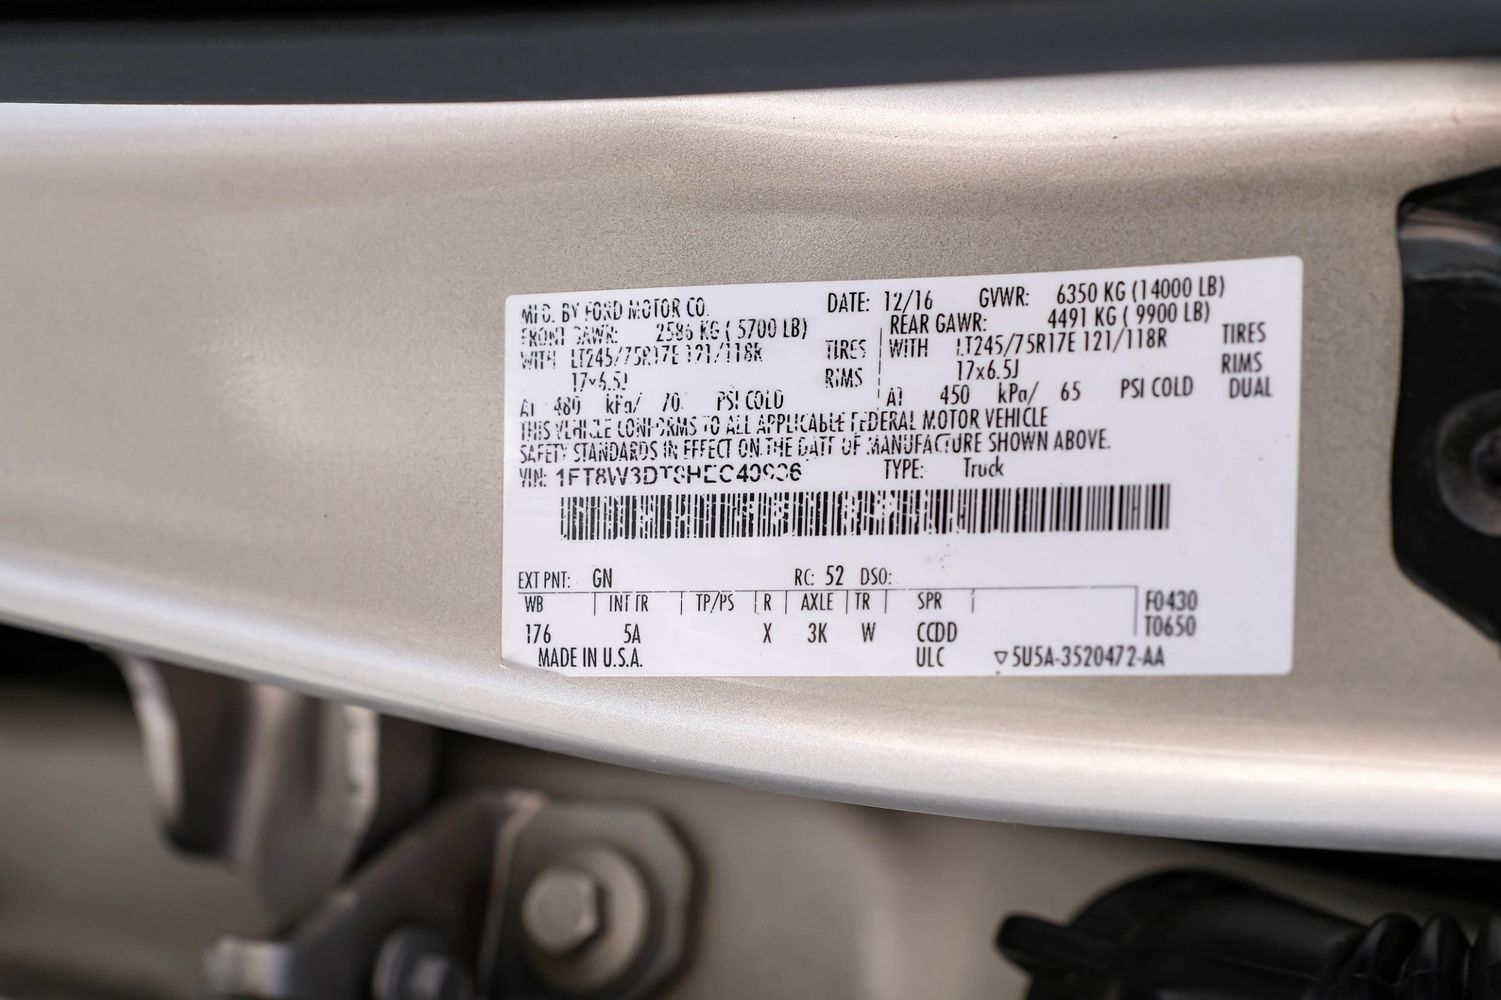 MFD. BY FORD MOTOR CO. DATE: 12/16 GVWR: 6350 KG (14000 LB)
FRONT GAWR: 2586 KG ( 5700 LB) REAR GAWR: 4491 KG ( 9900 LB)
WITH LT245/75R17E 121/118R TIRES WITH LT245/75R17E 121/118R TIRES
17x6.5J RIMS 17x6.5J RIMS
AT 480 kPa/ 70 PSI COLD AT 450 kPa/ 65 PSI COLD DUAL
THIS VEHICLE CONFORMS TO ALL APPLICABLE FEDERAL MOTOR VEHICLE
SAFETY STANDARDS IN EFFECT ON THE DATE OF MANUFACTURE SHOWN ABOVE.
VIN: TYPE: Truck
EXT PNT: GN RC: 52 DSO:
WB INT TR TP/PS R AXLE TR SPR F0430
176 5A X 3K W CCDD T0650
MADE IN U.S.A. ULC ▽5U5A-3520472-AA